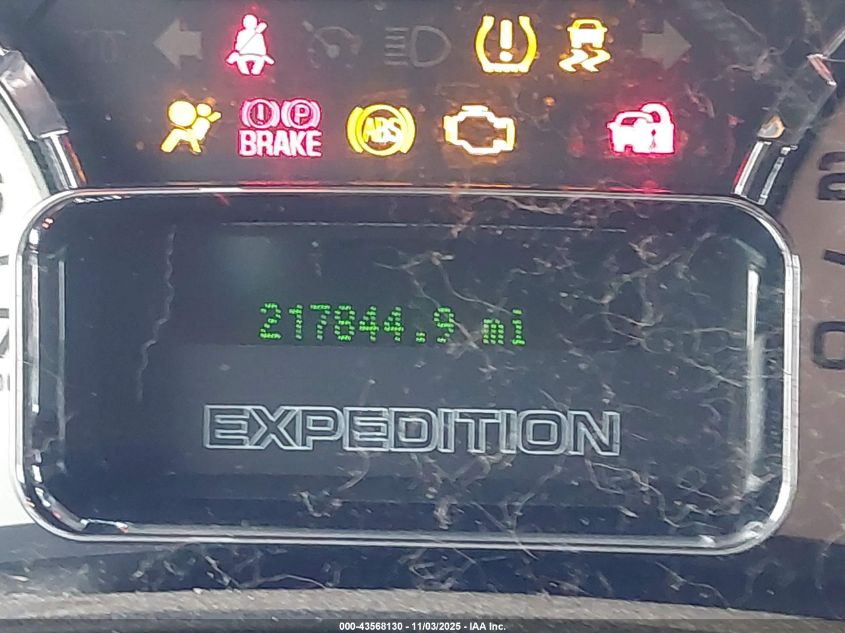 BRAKE ABS
217844.9 mi
EXPEDITION
000-43568130 - 11/03/2025 - IAA Inc.